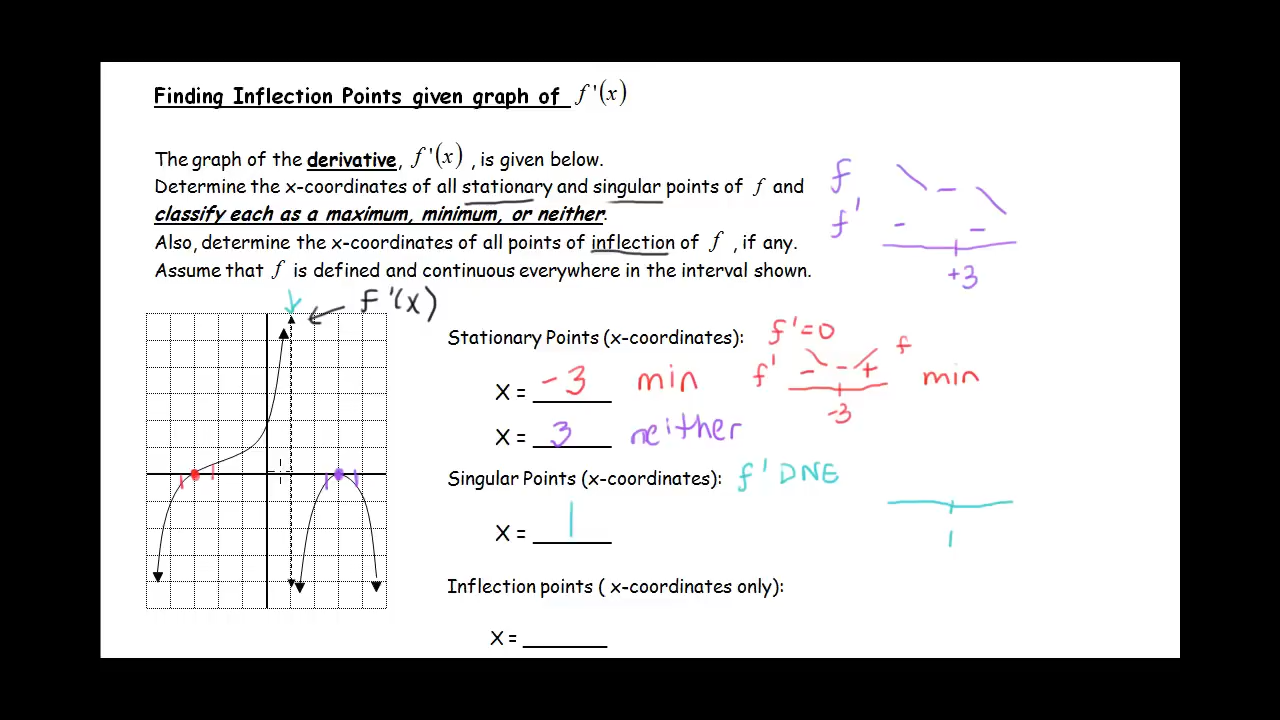 Finding Inflection Points given graph of f'(x)
The graph of the derivative, f'(x), is given below.
Determine the x-coordinates of all stationary and singular points of f and
classify each as a maximum, minimum, or neither.
Also, determine the x-coordinates of all points of inflection of f, if any.
Assume that f is defined and continuous everywhere in the interval shown.
f
f'
- -
+3
f'(x)
Stationary Points (x-coordinates): f'=0
X = -3 min f' - - + f min
-3
X = 3 neither
Singular Points (x-coordinates): f' DNE
X = 1
1
Inflection points ( x-coordinates only):
X = ______